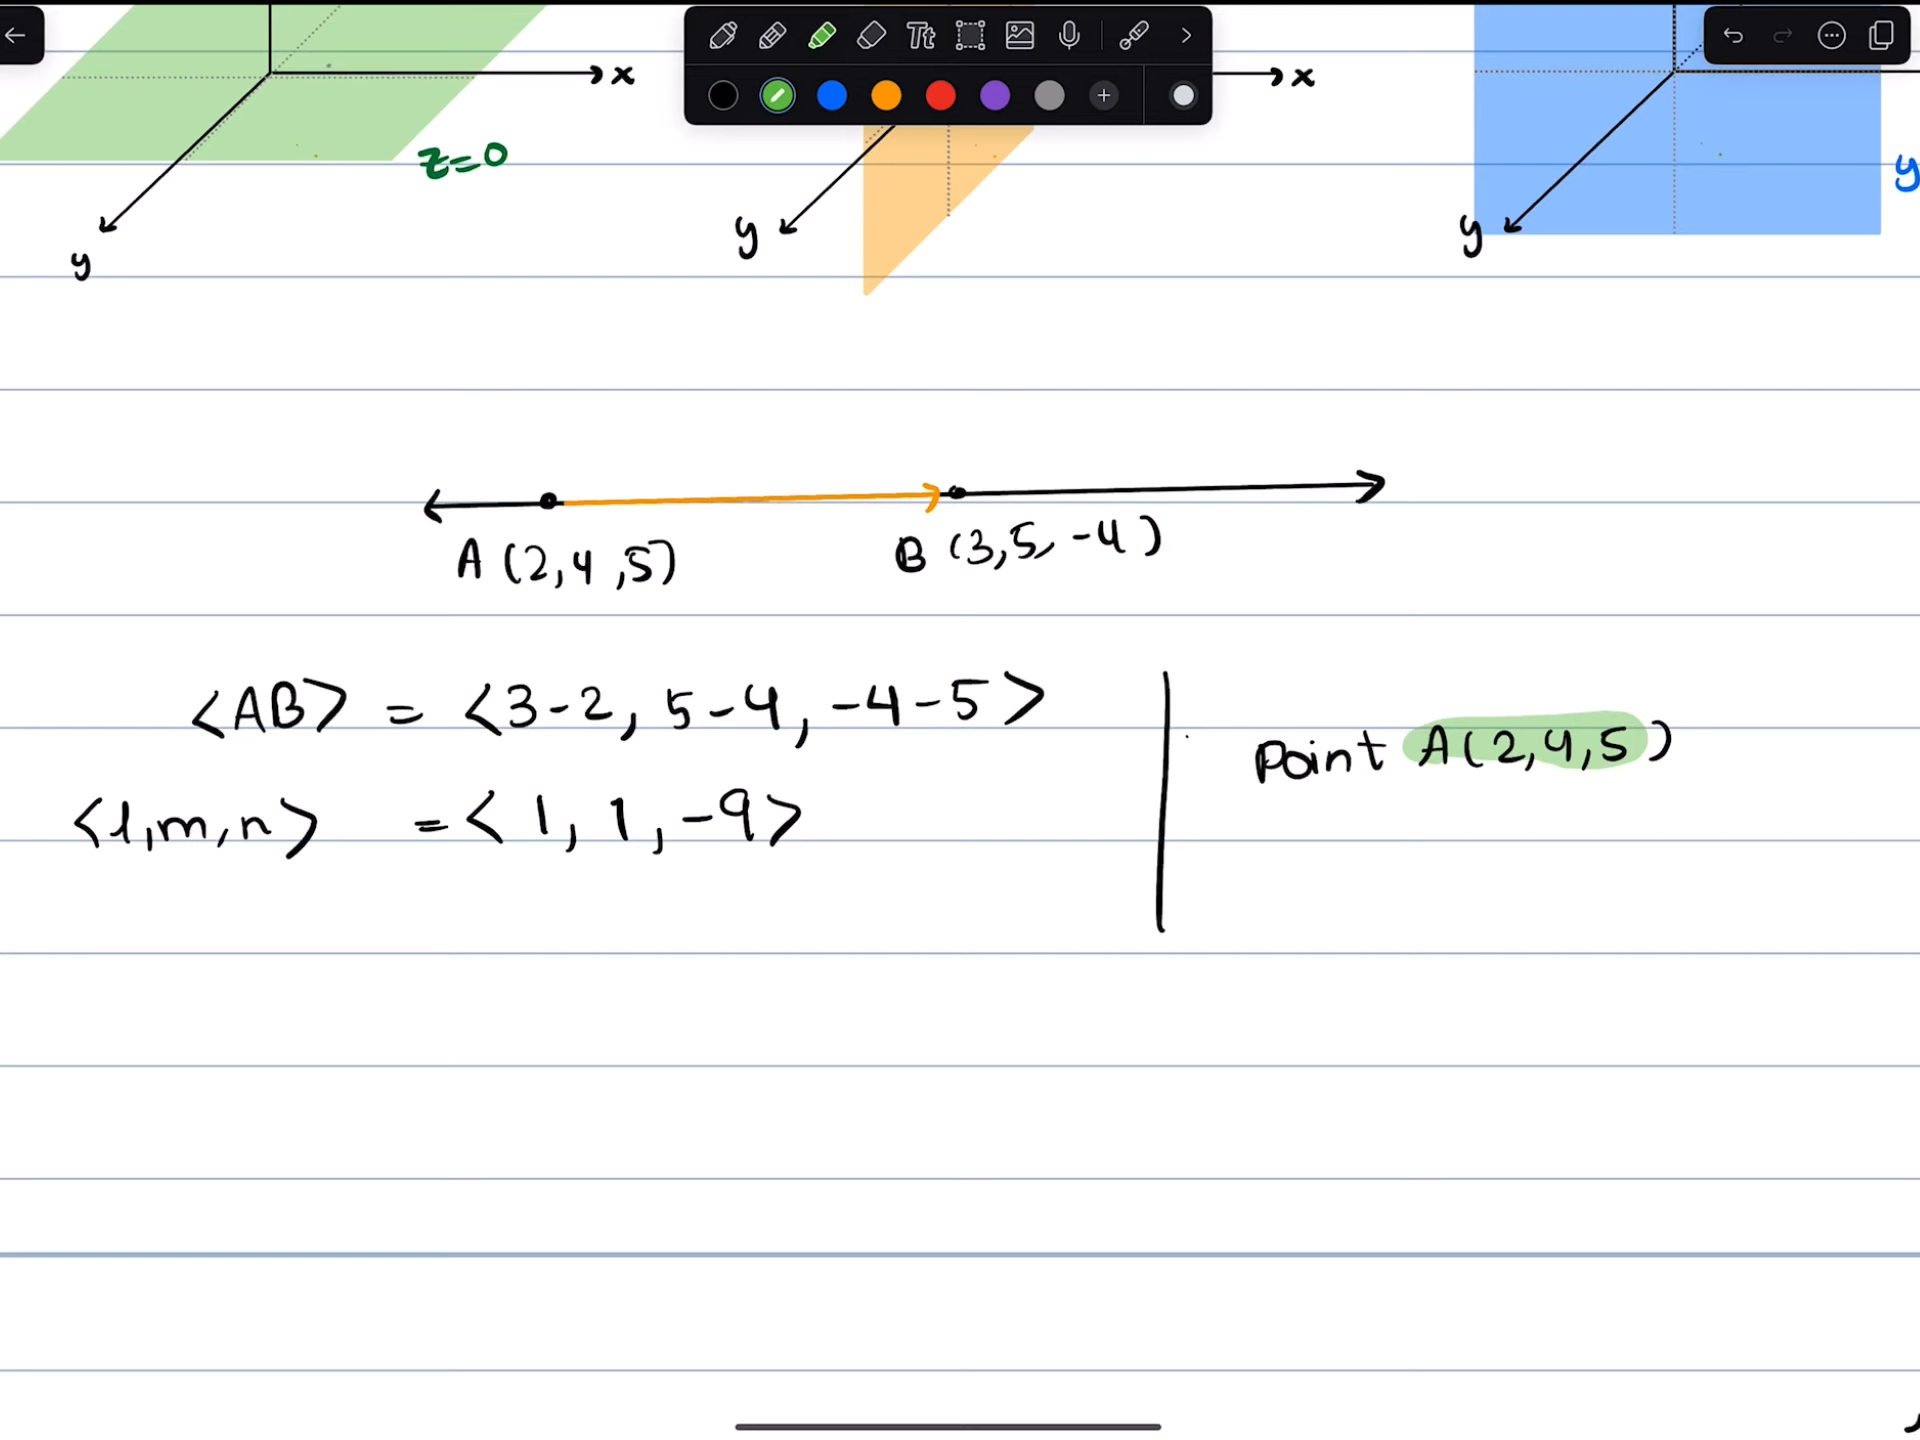 x
x
z=0
y
y
y
y
A (2,4,5)
B (3,5,-4)
<AB> = <3-2, 5-4, -4-5>
Point A(2,4,5)
<l,m,n> = < 1, 1, -9>
Tt